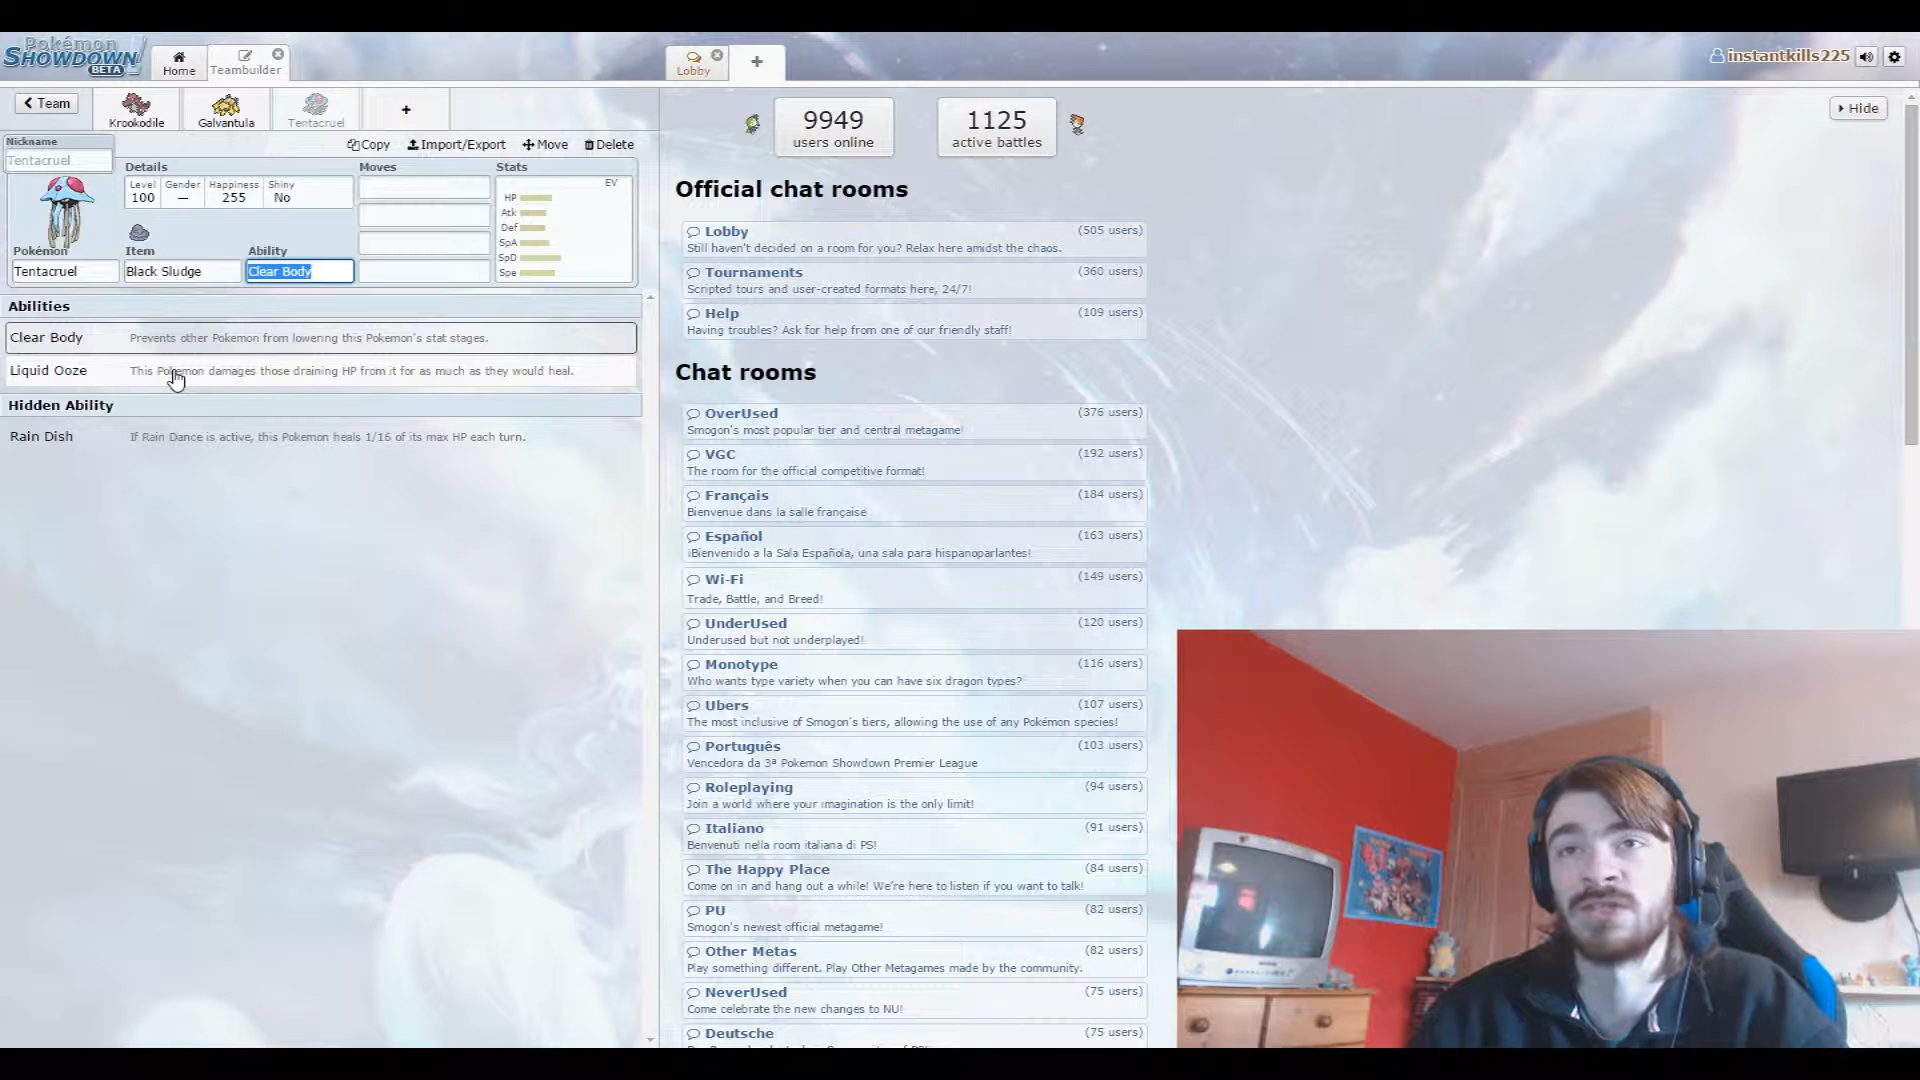 Pokémon
SHOWDOWN
BETA
Home
Teambuilder
Lobby
+
instantkills225
< Team
Krookodile
Galvantula
Tentacruel
+
Nickname
Tentacruel
Copy
Import/Export
Move
Delete
Details
Moves
Stats
Level
100
Gender
—
Happiness
255
Shiny
No
EV
HP
Atk
Def
SpA
SpD
Spe
Pokémon
Item
Ability
Tentacruel
Black Sludge
Clear Body
Abilities
Clear Body Prevents other Pokemon from lowering this Pokemon's stat stages.
Liquid Ooze This Pokemon damages those draining HP from it for as much as they would heal.
Hidden Ability
Rain Dish If Rain Dance is active, this Pokemon heals 1/16 of its max HP each turn.
9949
users online
1125
active battles
Hide
Official chat rooms
Lobby (505 users)
Still haven't decided on a room for you? Relax here amidst the chaos.
Tournaments (360 users)
Scripted tours and user-created formats here, 24/7!
Help (109 users)
Having troubles? Ask for help from one of our friendly staff!
Chat rooms
OverUsed (376 users)
Smogon's most popular tier and central metagame!
VGC (192 users)
The room for the official competitive format!
Français (184 users)
Bienvenue dans la salle française
Español (163 users)
¡Bienvenido a la Sala Española, una sala para hispanoparlantes!
Wi-Fi (149 users)
Trade, Battle, and Breed!
UnderUsed (120 users)
Underused but not underplayed!
Monotype (116 users)
Who wants type variety when you can have six dragon types?
Ubers (107 users)
The most inclusive of Smogon's tiers, allowing the use of any Pokémon species!
Português (103 users)
Vencedora da 3ª Pokemon Showdown Premier League
Roleplaying (94 users)
Join a world where your imagination is the only limit!
Italiano (91 users)
Benvenuti nella room italiana di PS!
The Happy Place (84 users)
Come on in and hang out a while! We're here to listen if you want to talk!
PU (82 users)
Smogon's newest official metagame!
Other Metas (82 users)
Play something different. Play Other Metagames made by the community.
NeverUsed (75 users)
Come celebrate the new changes to NU!
Deutsche (75 users)